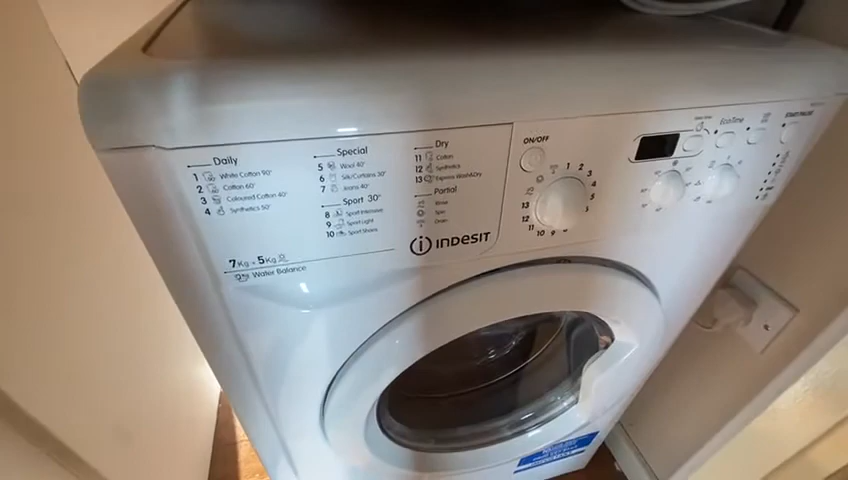 Daily
1 White Cotton 90°
2 Cotton 60°
3 Coloured Cotton 40°
4 Synthetics 50°
Special
5 Wool 40°
6 Silk/Curtains 30°
7 Jeans 40°
Sport 30°
8 Sport Intensive
9 Sport Light
10 Sport Shoes
Dry
11 Cotton
12 Synthetics
13 Express Wash&Dry
Partial
Rinse
Spin
Drain
7Kg 5Kg
Water Balance
INDESIT
ON/OFF
1 2 3 4 5
8 9 10 11 12 13
EcoTime
START/PAUSE
IMPORTANT